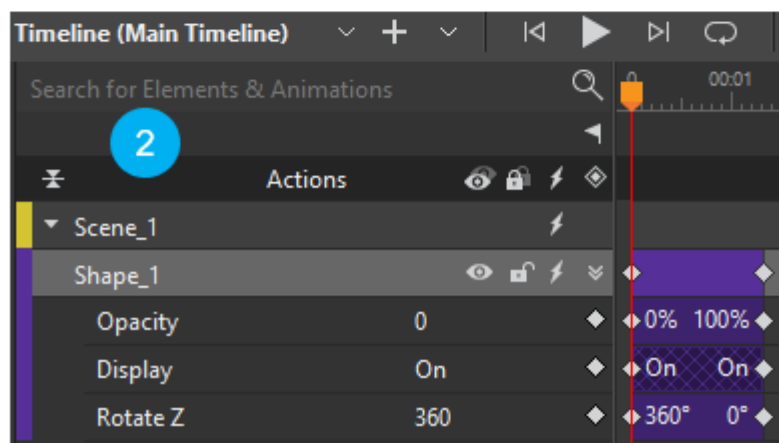 Timeline (Main Timeline)
Search for Elements & Animations
0 00:01
2
Actions
Scene_1
Shape_1
Opacity 0 0% 100%
Display On On On
Rotate Z 360 360° 0°